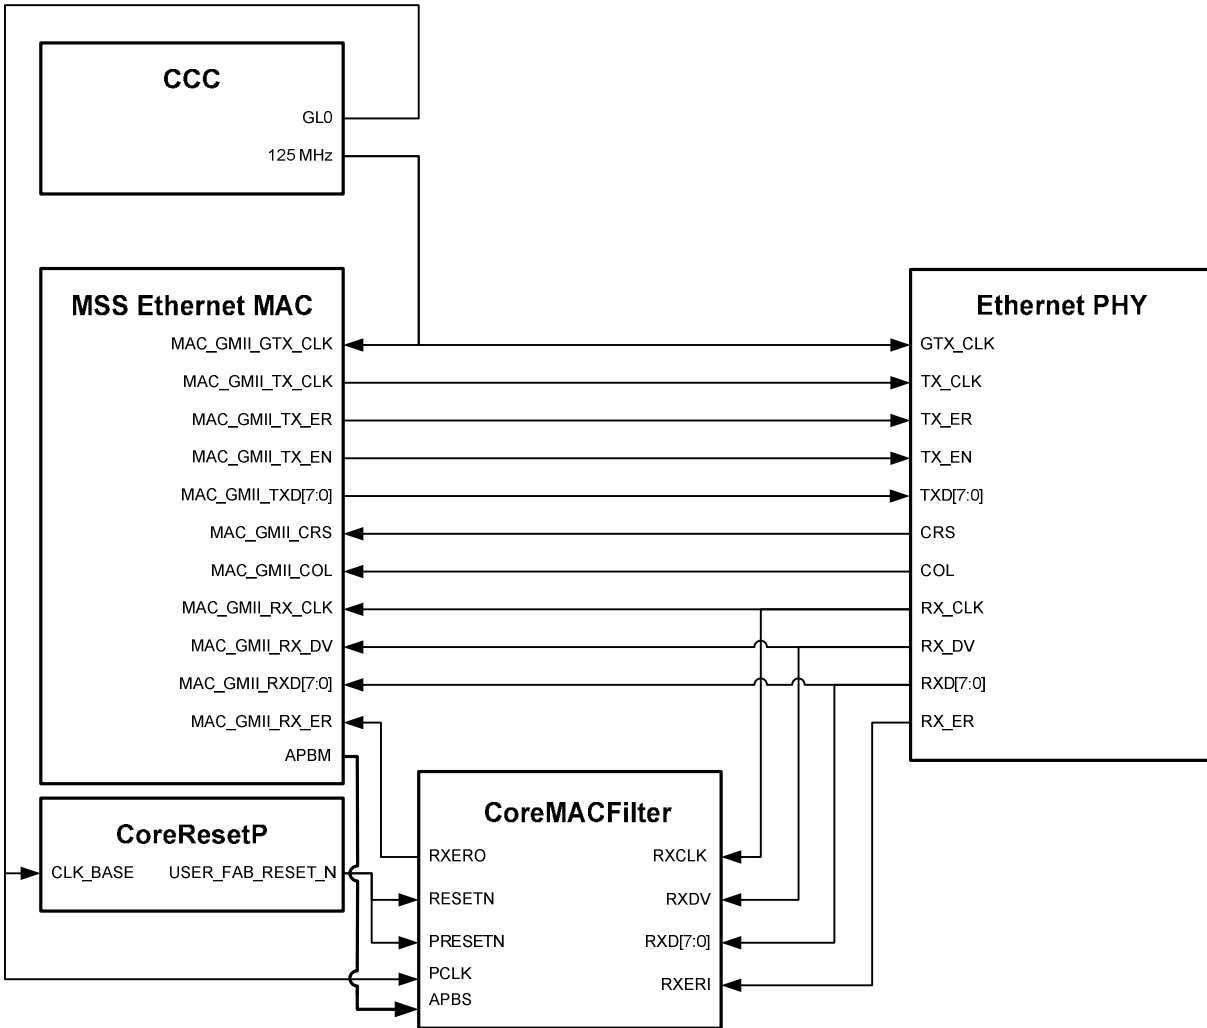 CCC
GL0
125 MHz
MSS Ethernet MAC
MAC_GMII_GTX_CLK
MAC_GMII_TX_CLK
MAC_GMII_TX_ER
MAC_GMII_TX_EN
MAC_GMII_TXD[7:0]
MAC_GMII_CRS
MAC_GMII_COL
MAC_GMII_RX_CLK
MAC_GMII_RX_DV
MAC_GMII_RXD[7:0]
MAC_GMII_RX_ER
APBM
Ethernet PHY
GTX_CLK
TX_CLK
TX_ER
TX_EN
TXD[7:0]
CRS
COL
RX_CLK
RX_DV
RXD[7:0]
RX_ER
CoreResetP
CLK_BASE USER_FAB_RESET_N
CoreMACFilter
RXERO RXCLK
RESETN RXDV
PRESETN RXD[7:0]
PCLK RXERI
APBS